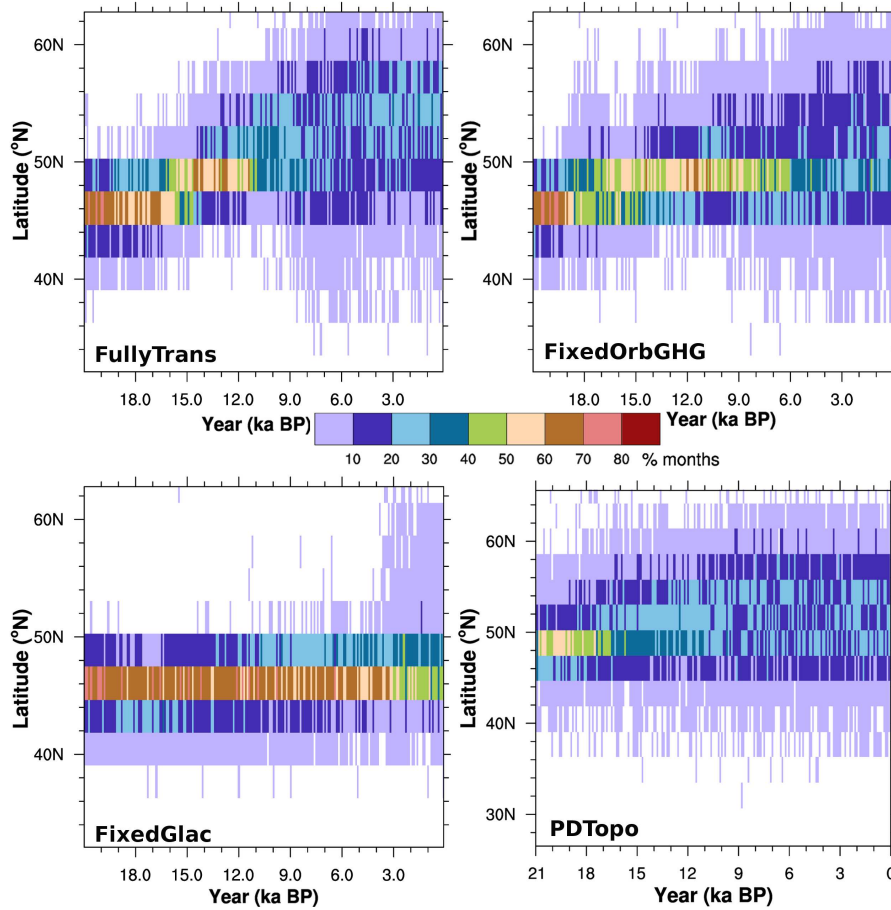 60N
50N
40N
Latitude (°N)
FullyTrans
18.0 15.0 12.0 9.0 6.0 3.0
Year (ka BP)
60N
50N
40N
Latitude (°N)
FixedOrbGHG
18.0 15.0 12.0 9.0 6.0 3.0
Year (ka BP)
10 20 30 40 50 60 70 80 % months
60N
50N
40N
Latitude (°N)
FixedGlac
18.0 15.0 12.0 9.0 6.0 3.0
Year (ka BP)
60N
50N
40N
30N
Latitude (°N)
PDTopo
21 18 15 12 9 6 3 0
Year (ka BP)